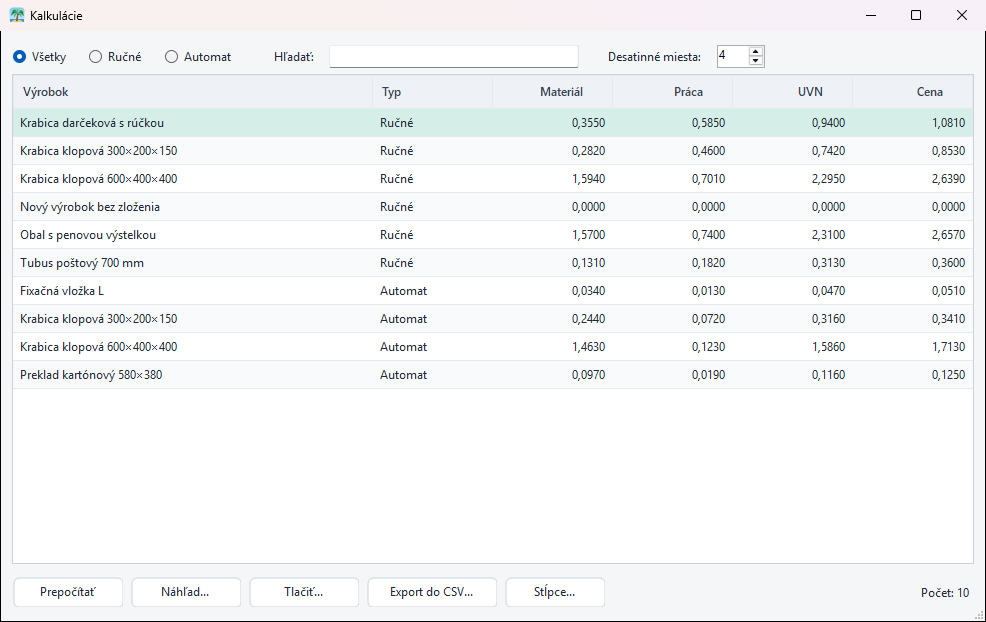 Kalkulácie
Všetky Ručné Automat Hľadať: Desatinné miesta: 4
Výrobok Typ Materiál Práca UVN Cena
Krabica darčeková s rúčkou Ručné 0,3550 0,5850 0,9400 1,0810
Krabica klopová 300×200×150 Ručné 0,2820 0,4600 0,7420 0,8530
Krabica klopová 600×400×400 Ručné 1,5940 0,7010 2,2950 2,6390
Nový výrobok bez zloženia Ručné 0,0000 0,0000 0,0000 0,0000
Obal s penovou výstelkou Ručné 1,5700 0,7400 2,3100 2,6570
Tubus poštový 700 mm Ručné 0,1310 0,1820 0,3130 0,3600
Fixačná vložka L Automat 0,0340 0,0130 0,0470 0,0510
Krabica klopová 300×200×150 Automat 0,2440 0,0720 0,3160 0,3410
Krabica klopová 600×400×400 Automat 1,4630 0,1230 1,5860 1,7130
Preklad kartónový 580×380 Automat 0,0970 0,0190 0,1160 0,1250
Prepočítať Náhľad... Tlačiť... Export do CSV... Stĺpce... Počet: 10